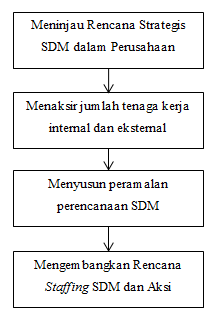 Meninjau Rencana Strategis
SDM dalam Perusahaan
Menaksir jumlah tenaga kerja
internal dan eksternal
Menyusun peramalan
perencanaan SDM
Mengembangkan Rencana
Staffing SDM dan Aksi